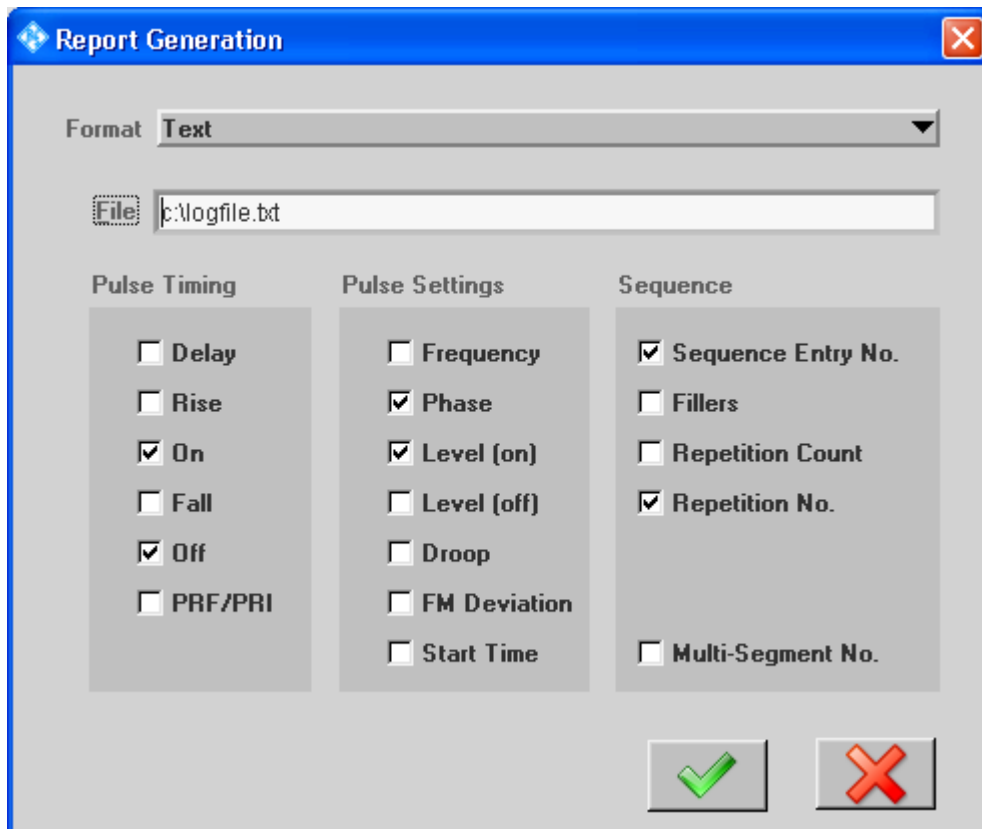 Report Generation
Format Text
File c:\logfile.txt
Pulse Timing
Delay
Rise
On
Fall
Off
PRF/PRI
Pulse Settings
Frequency
Phase
Level (on)
Level (off)
Droop
FM Deviation
Start Time
Sequence
Sequence Entry No.
Fillers
Repetition Count
Repetition No.
Multi-Segment No.